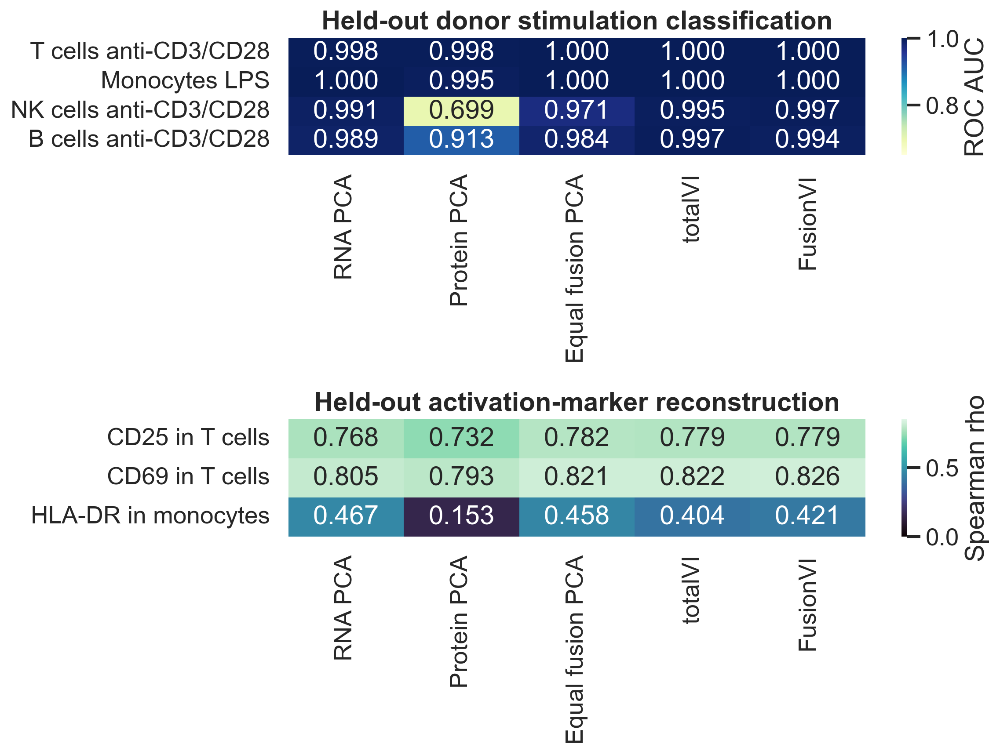 Held-out donor stimulation classification
T cells anti-CD3/CD28 0.998 0.998 1.000 1.000 1.000
Monocytes LPS 1.000 0.995 1.000 1.000 1.000
NK cells anti-CD3/CD28 0.991 0.699 0.971 0.995 0.997
B cells anti-CD3/CD28 0.989 0.913 0.984 0.997 0.994
RNA PCA
Protein PCA
Equal fusion PCA
totalVI
FusionVI
1.0
0.8
ROC AUC
Held-out activation-marker reconstruction
CD25 in T cells 0.768 0.732 0.782 0.779 0.779
CD69 in T cells 0.805 0.793 0.821 0.822 0.826
HLA-DR in monocytes 0.467 0.153 0.458 0.404 0.421
RNA PCA
Protein PCA
Equal fusion PCA
totalVI
FusionVI
0.5
0.0
Spearman rho